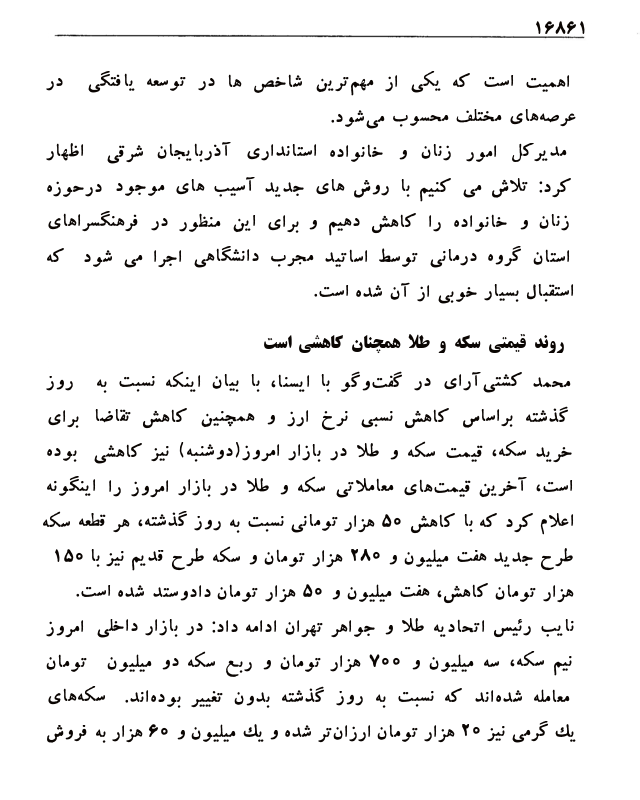 ۱۶۸۶۱
اهمیت است که یکی از مهم‌ترین شاخص ها در توسعه یافتگی در
عرصه‌های مختلف محسوب می‌شود.
مدیرکل امور زنان و خانواده استانداری آذربایجان شرقی اظهار
کرد: تلاش می کنیم با روش های جدید آسیب های موجود درحوزه
زنان و خانواده را کاهش دهیم و برای این منظور در فرهنگسراهای
استان گروه درمانی توسط اساتید مجرب دانشگاهی اجرا می شود که
استقبال بسیار خوبی از آن شده است.
روند قیمتی سکه و طلا همچنان کاهشی است
محمد کشتی‌آرای در گفت‌وگو با ایسنا، با بیان اینکه نسبت به روز
گذشته براساس کاهش نسبی نرخ ارز و همچنین کاهش تقاضا برای
خرید سکه، قیمت سکه و طلا در بازار امروز(دوشنبه) نیز کاهشی بوده
است، آخرین قیمت‌های معاملاتی سکه و طلا در بازار امروز را اینگونه
اعلام کرد که با کاهش ۵۰ هزار تومانی نسبت به روز گذشته، هر قطعه سکه
طرح جدید هفت میلیون و ۲۸۰ هزار تومان و سکه طرح قدیم نیز با ۱۵۰
هزار تومان کاهش، هفت میلیون و ۵۰ هزار تومان دادوستد شده است.
نایب رئیس اتحادیه طلا و جواهر تهران ادامه داد: در بازار داخلی امروز
نیم سکه، سه میلیون و ۷۰۰ هزار تومان و ربع سکه دو میلیون تومان
معامله شده‌اند که نسبت به روز گذشته بدون تغییر بوده‌اند. سکه‌های
یك گرمی نیز ۲۰ هزار تومان ارزان‌تر شده و یك میلیون و ۶۰ هزار به فروش